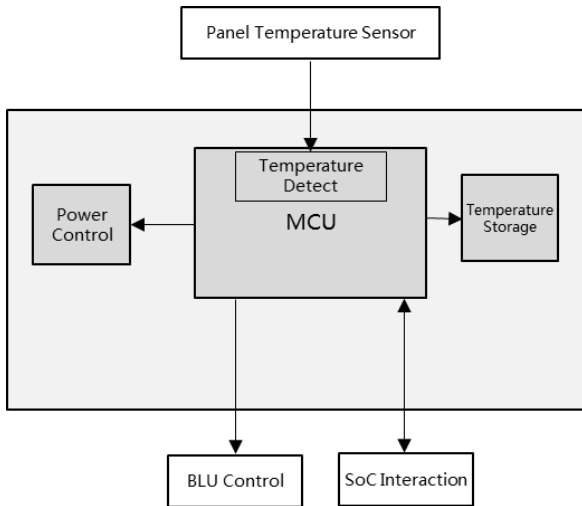 Panel Temperature Sensor
Temperature
Detect
MCU
Power
Control
Temperature
Storage
BLU Control
SoC Interaction